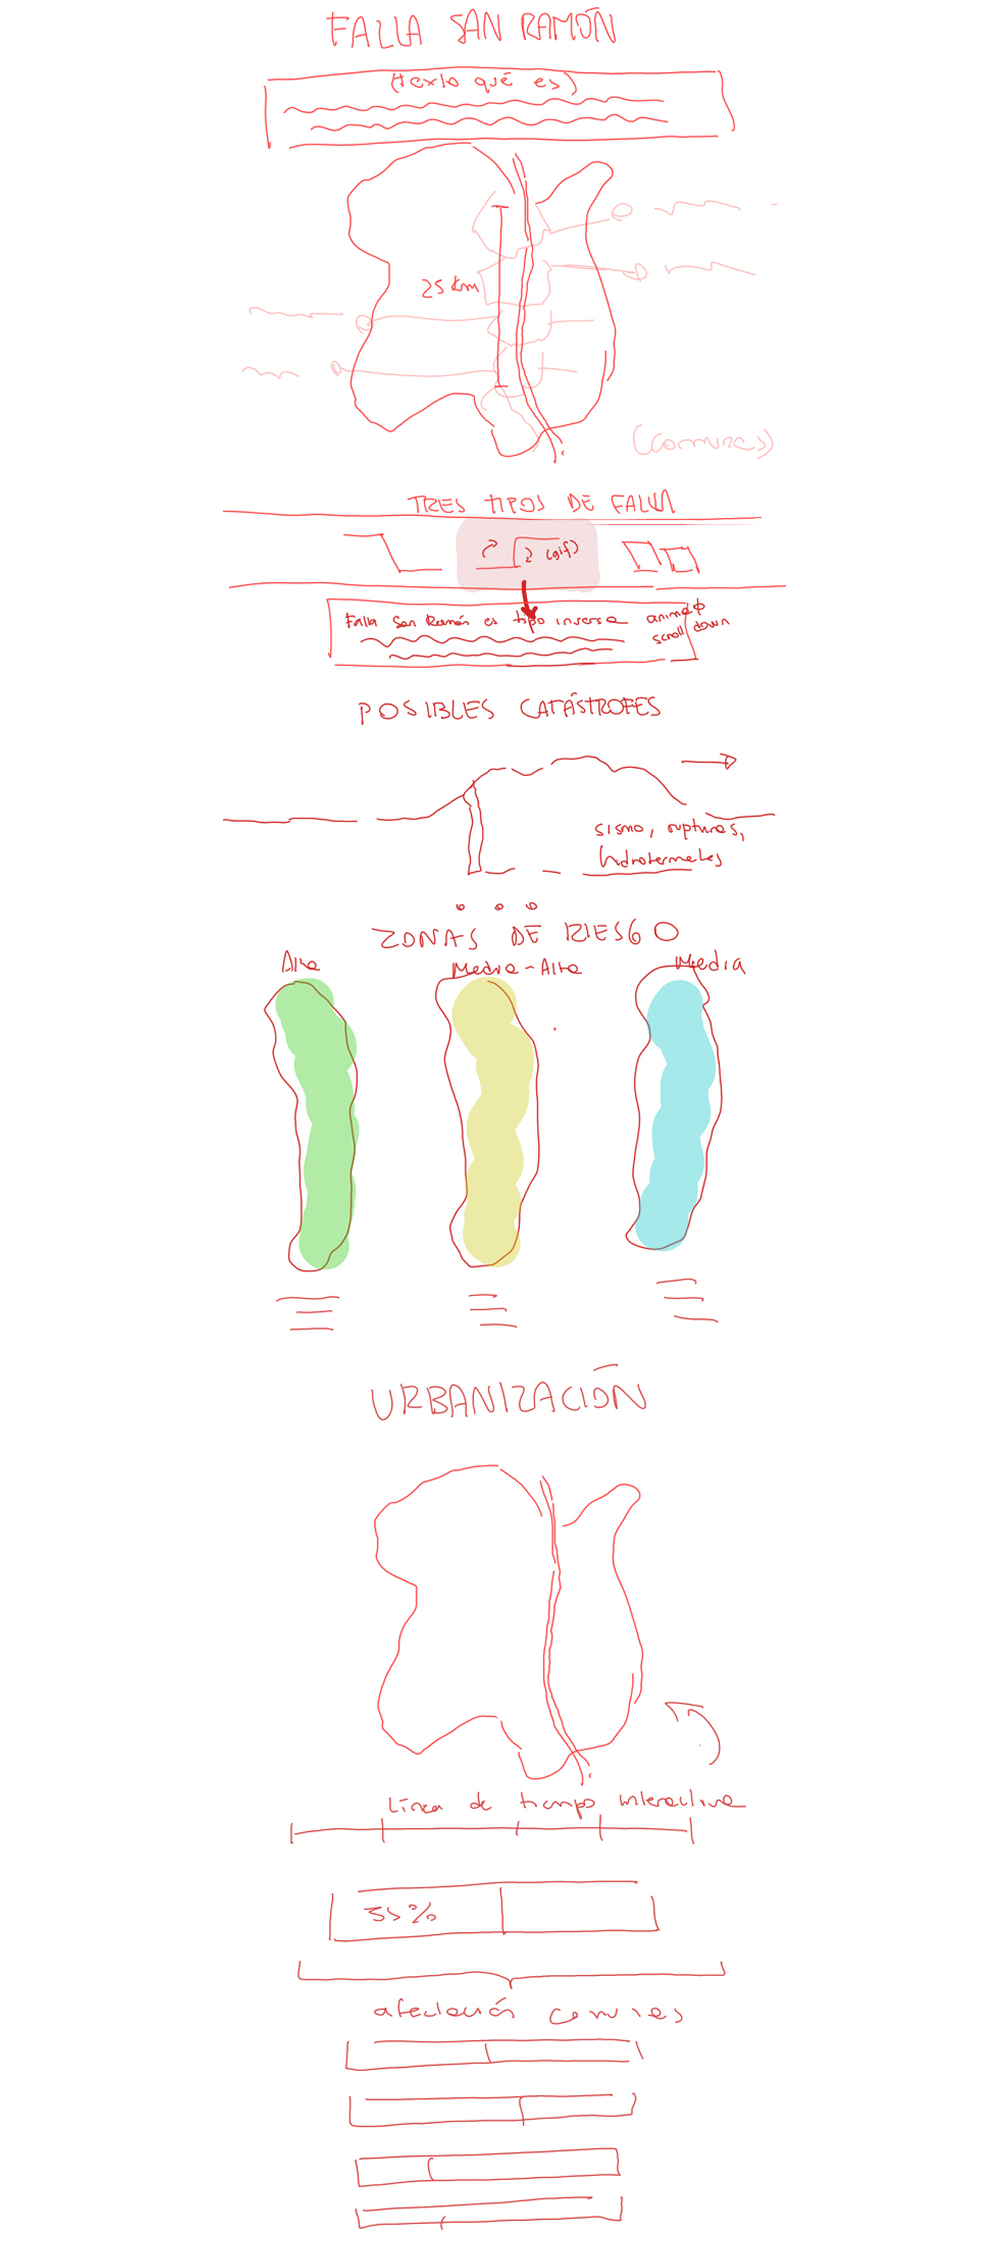 FALLA SAN RAMÓN
(texto qué es)
25 km
(comunas)
TRES TIPOS DE FALLA
(gif)
Falla San Ramón es tipo inversa
animad
scroll down
POSIBLES CATÁSTROFES
sismo, rupturas,
hidrotermales
ZONAS DE RIESGO
Alta
Media-Alta
Media
URBANIZACIÓN
Línea de tiempo interactiva
35%
afectación comunas